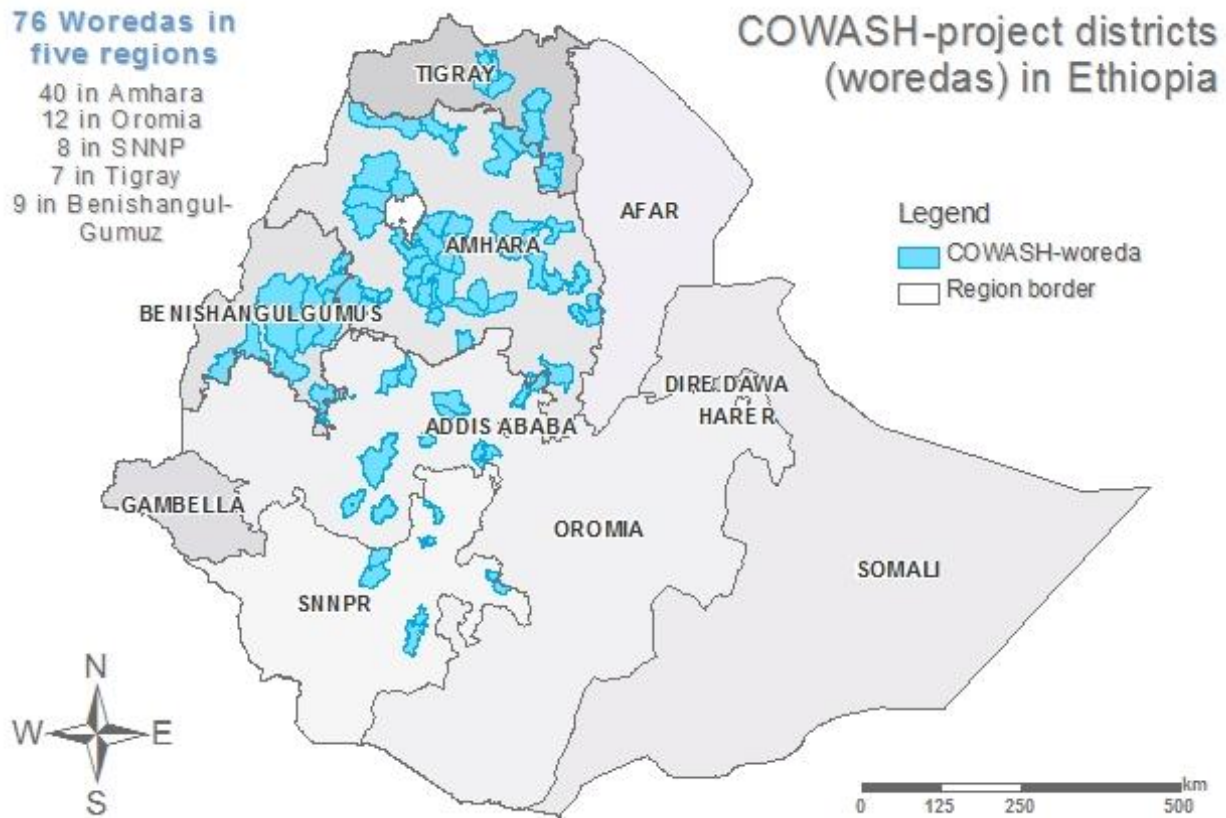 76 Woredas in
five regions
40 in Amhara
12 in Oromia
8 in SNNP
7 in Tigray
9 in Benishangul-
Gumuz
COWASH-project districts
(woredas) in Ethiopia
TIGRAY
AFAR
AMHARA
BENISHANGULGUMUS
Legend
COWASH-woreda
Region border
DIRE DAWA
HARER
ADDIS ABABA
GAMBELLA
OROMIA
SOMALI
SNNPR
N
W E
S
km
0 125 250 500